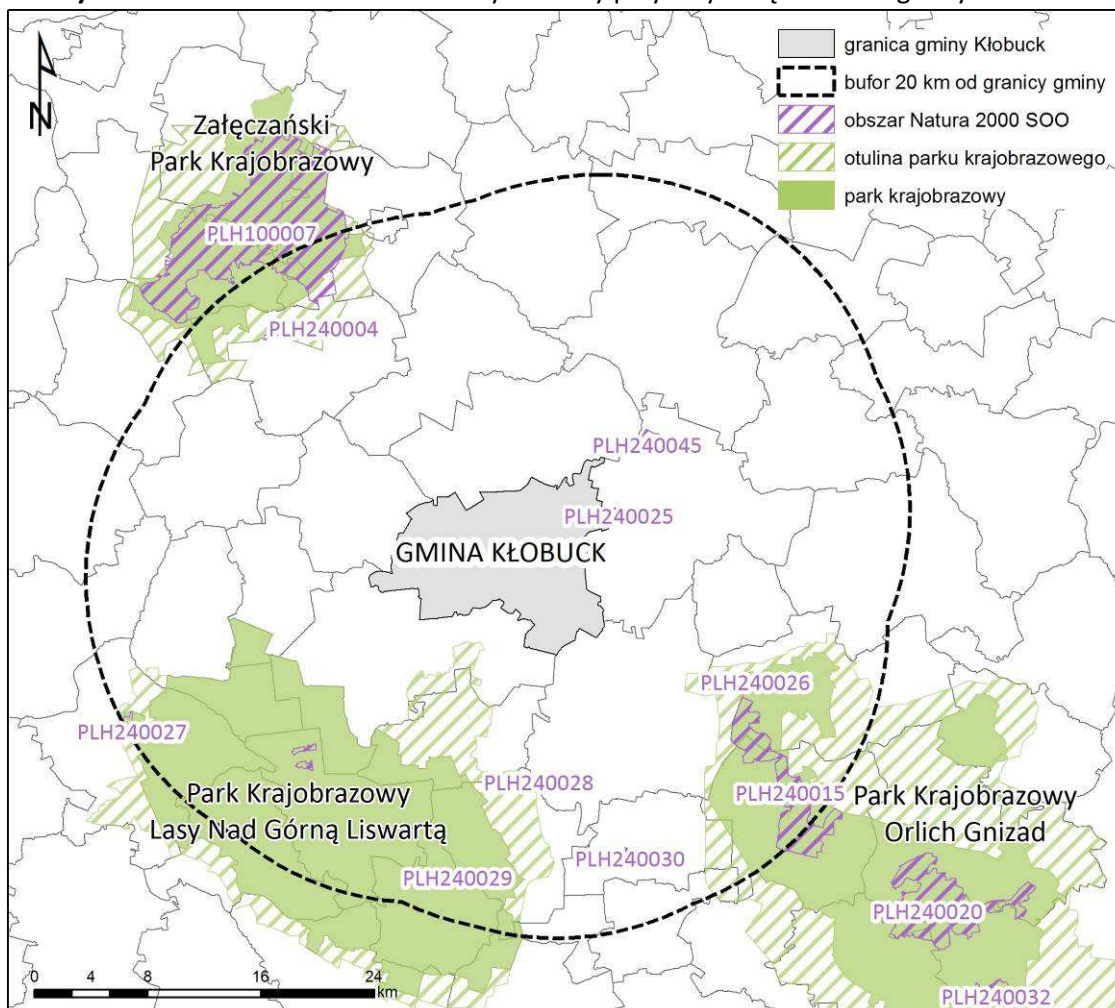 granica gminy Kłobuck
bufor 20 km od granicy gminy
obszar Natura 2000 SOO
otulina parku krajobrazowego
park krajobrazowy
N
Załęczański
Park Krajobrazowy
PLH100007
PLH240004
PLH240045
PLH240025
GMINA KŁOBUCK
PLH240026
PLH240027
PLH240028
Park Krajobrazowy
Lasy Nad Górną Liswartą
PLH240015
Park Krajobrazowy
Orlich Gnizad
PLH240030
PLH240029
PLH240020
PLH240032
0 4 8 16 24
km